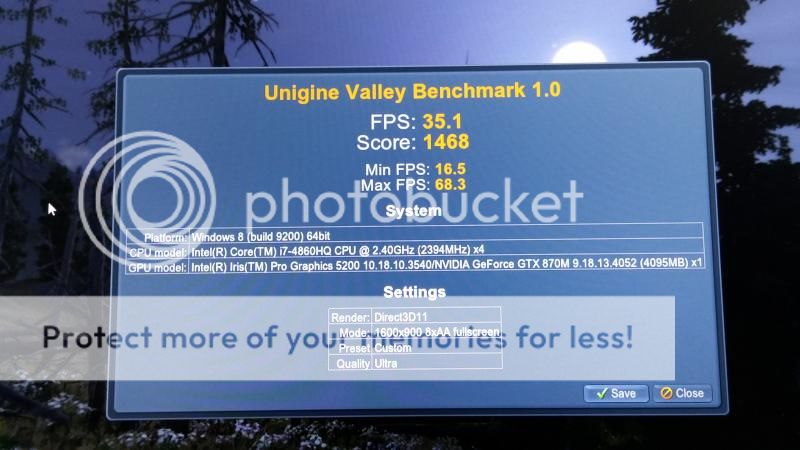 Unigine Valley Benchmark 1.0
FPS: 35.1
Score: 1468
Min FPS: 16.5
Max FPS: 68.3
photobucket
System
Platform: Windows 8 (build 9200) 64bit
CPU model: Intel(R) Core(TM) i7-4860HQ CPU @ 2.40GHz (2394MHz) x4
GPU model: Intel(R) Iris(TM) Pro Graphics 5200 10.18.10.3540/NVIDIA GeForce GTX 870M 9.18.13.4052 (4095MB) x1
Settings
Render: Direct3D11
Mode: 1600x900 8xAA fullscreen
Protect more of your memories for less!
Preset Custom
Quality Ultra
Save Close